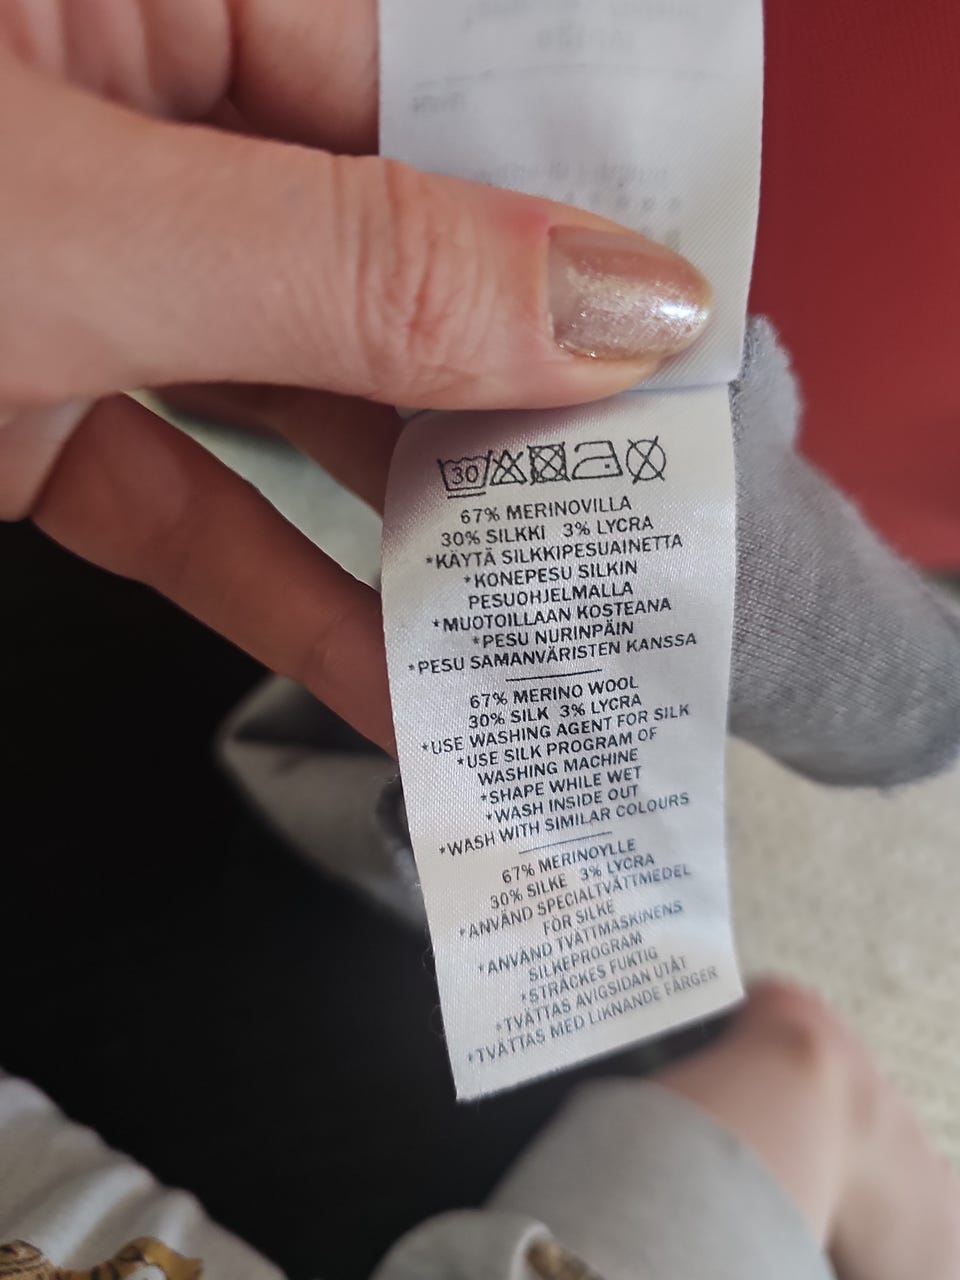 30
67% MERINOVILLA
30% SILKKI 3% LYCRA
*KÄYTÄ SILKKIPESUAINETTA
*KONEPESU SILKIN
PESUOHJELMALLA
*MUOTOILLAAN KOSTEANA
*PESU NURINPÄIN
*PESU SAMANVÄRISTEN KANSSA
67% MERINO WOOL
30% SILK 3% LYCRA
*USE WASHING AGENT FOR SILK
*USE SILK PROGRAM OF
WASHING MACHINE
*SHAPE WHILE WET
*WASH INSIDE OUT
*WASH WITH SIMILAR COLOURS
67% MERINOYLLE
30% SILKE 3% LYCRA
*ANVÄND SPECIALTVÄTTMEDEL
FÖR SILKE
*ANVÄND TVÄTTMASKINENS
SILKEPROGRAM
*STRÄCKES FUKTIG
*TVÄTTAS AVIGSIDAN UTÅT
*TVÄTTAS MED LIKNANDE FÄRGER